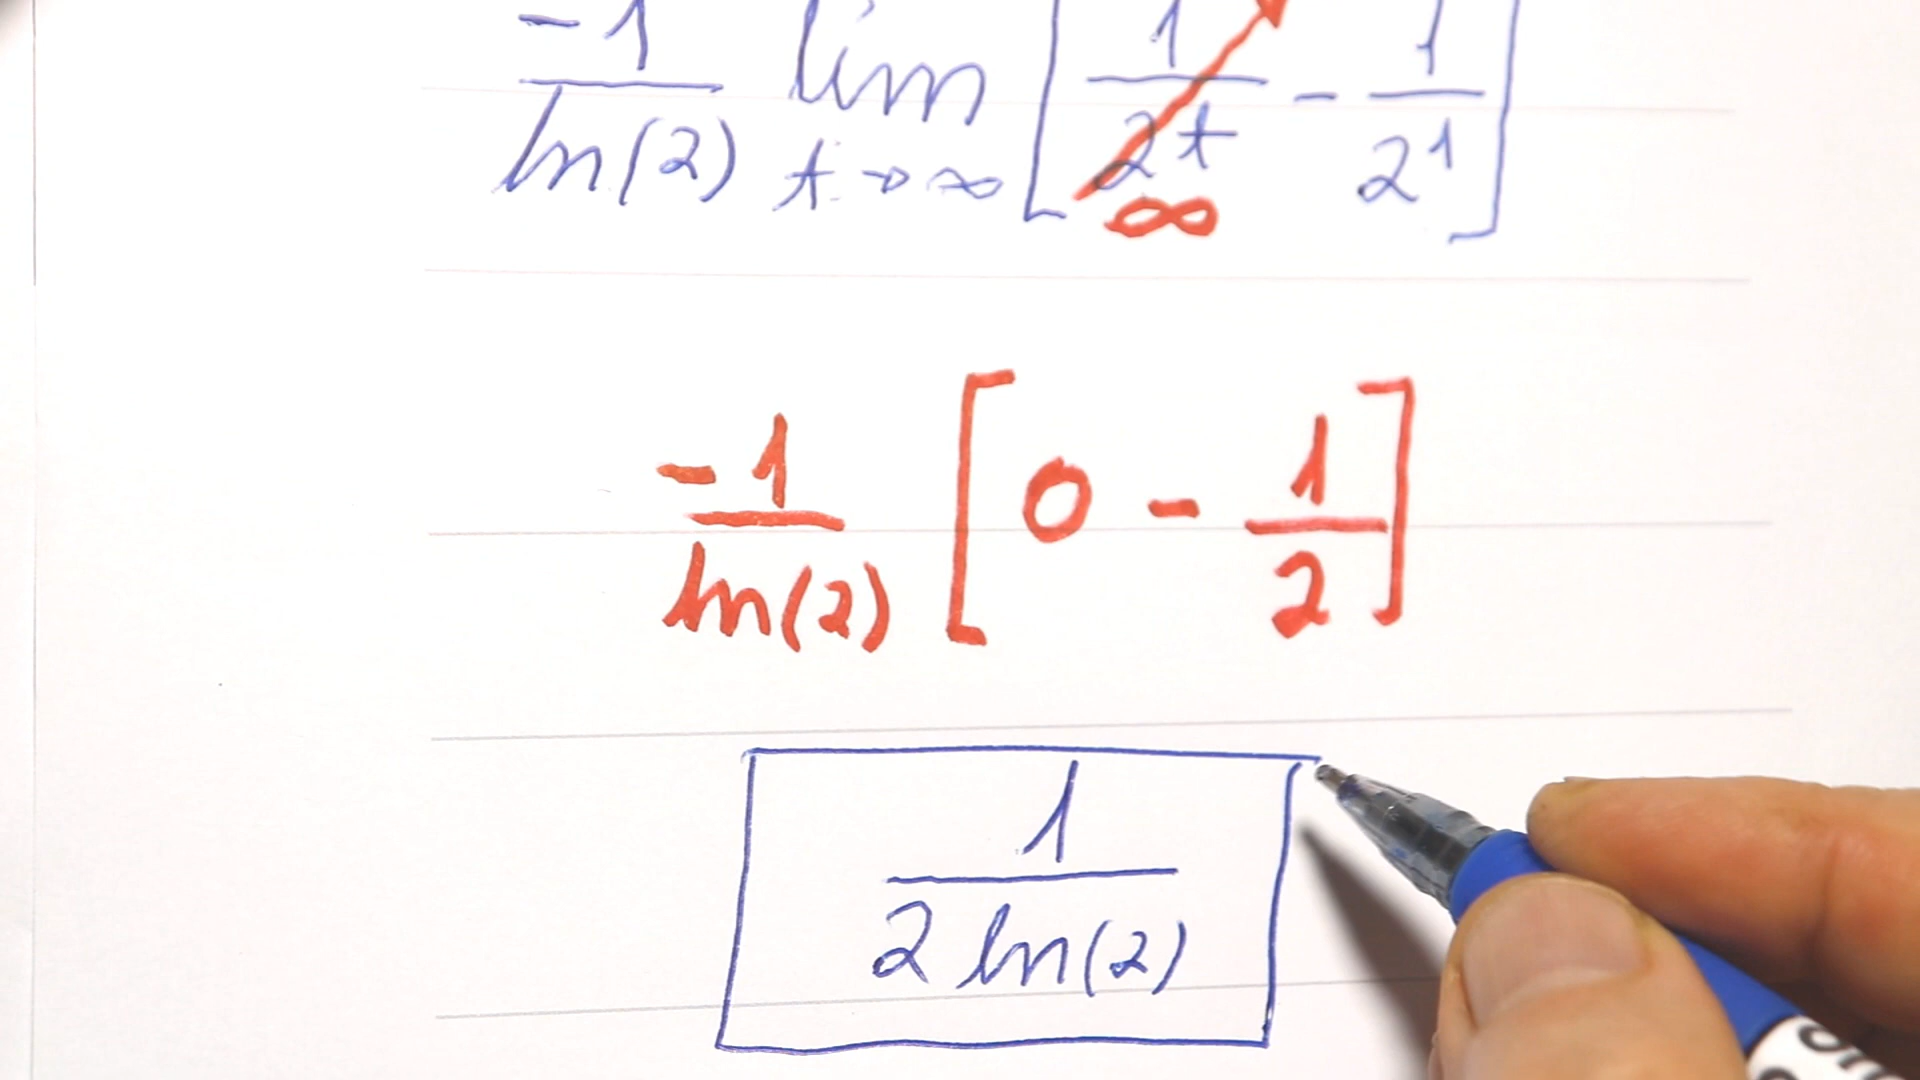 -1/ln(2) lim t→∞ [1/2^t - 1/2^1]
∞
-1/ln(2) [0 - 1/2]
1/(2 ln(2))